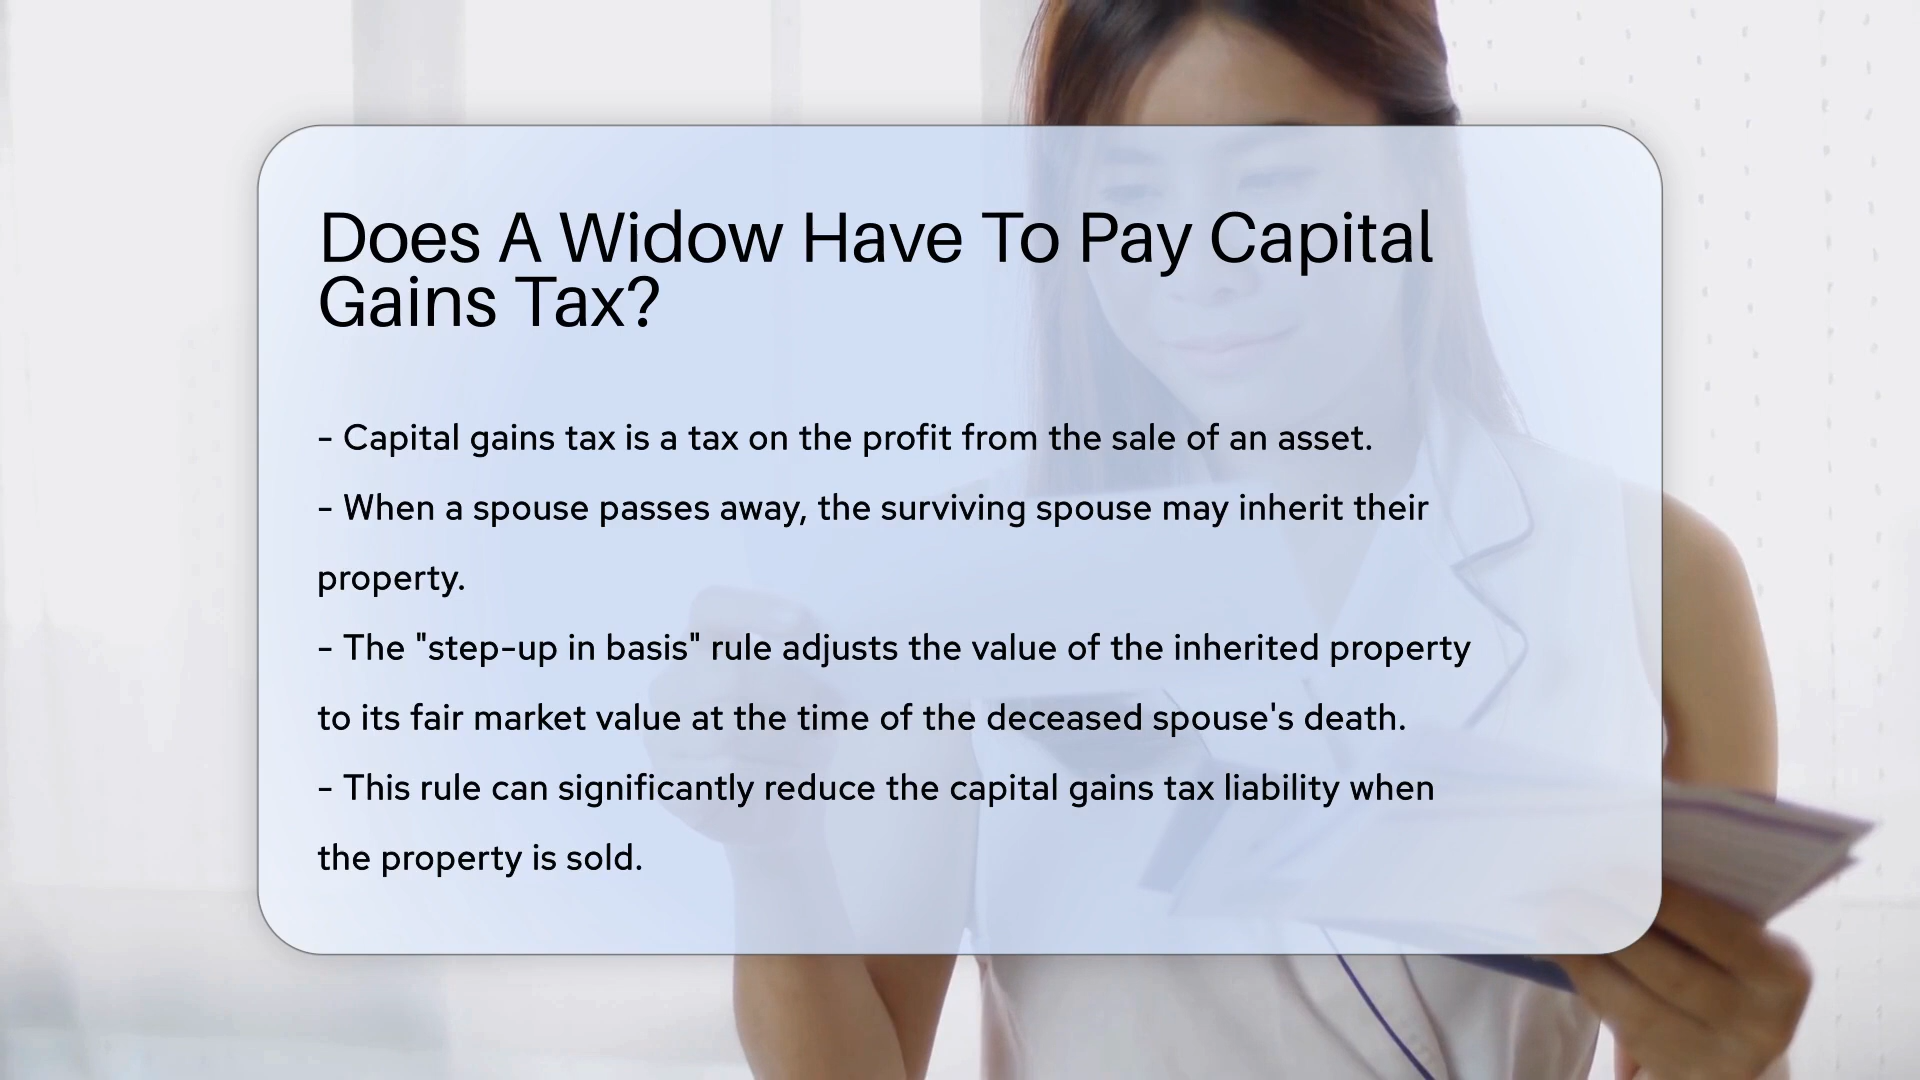 Does A Widow Have To Pay Capital
Gains Tax?
- Capital gains tax is a tax on the profit from the sale of an asset.
- When a spouse passes away, the surviving spouse may inherit their
property.
- The "step-up in basis" rule adjusts the value of the inherited property
to its fair market value at the time of the deceased spouse's death.
- This rule can significantly reduce the capital gains tax liability when
the property is sold.